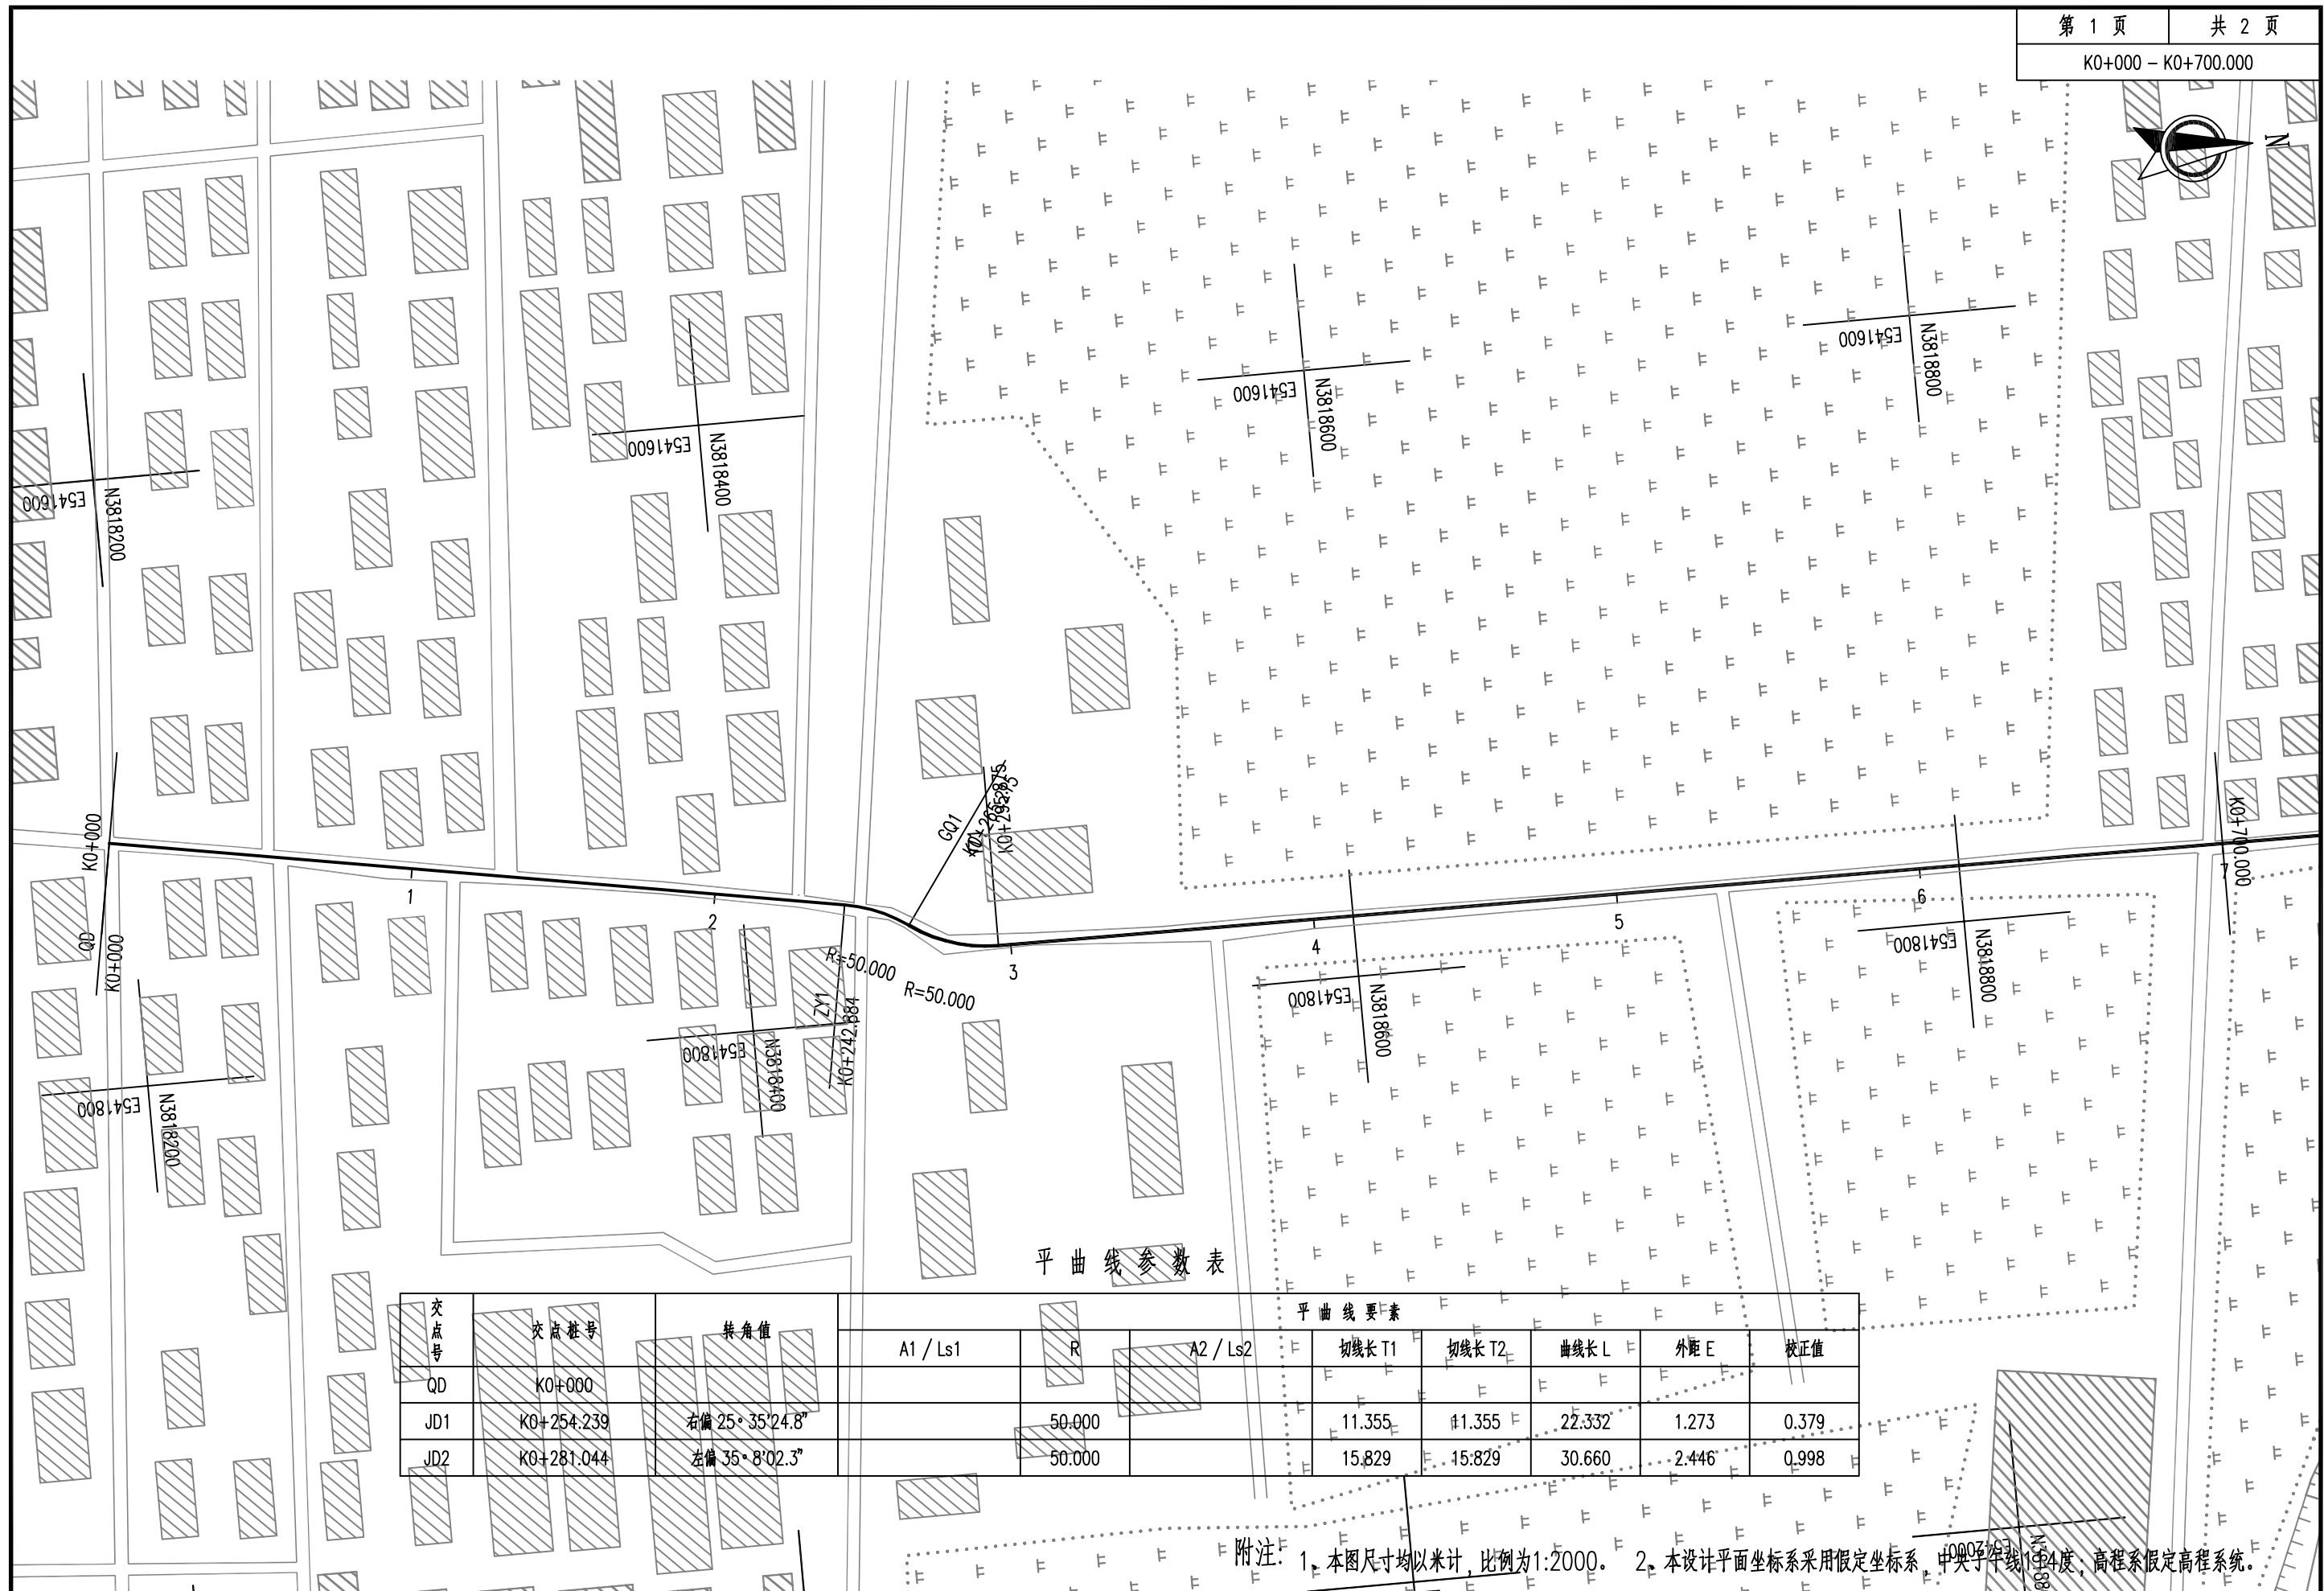 第 1 页 共 2 页
K0+000 – K0+700.000
N
E541600
N3818200
E541600
N3818400
E541600
N3818600
E541600
N3818800
QD K0+000
K0+000
1
2
3
4
5
6
7
GQ1
K0+292.75
K0+700.000
ZY1
K0+242.884
R=50.000
R=50.000
E541800
N3818200
E541800
N3818400
E541800
N3818600
E541800
N3818800
平 曲 线 参 数 表
交点号 交点桩号 转角值 平 曲 线 要 素
A1 / Ls1 R A2 / Ls2 切线长 T1 切线长 T2 曲线长 L 外距 E 校正值
QD K0+000
JD1 K0+254.239 右偏 25° 35'24.8" 50.000 11.355 11.355 22.332 1.273 0.379
JD2 K0+281.044 左偏 35° 8'02.3" 50.000 15.829 15.829 30.660 2.446 0.998
E542000
附注: 1、本图尺寸均以米计，比例为1:2000。 2、本设计平面坐标系采用假定坐标系，中央子午线114度；高程系假定高程系统。